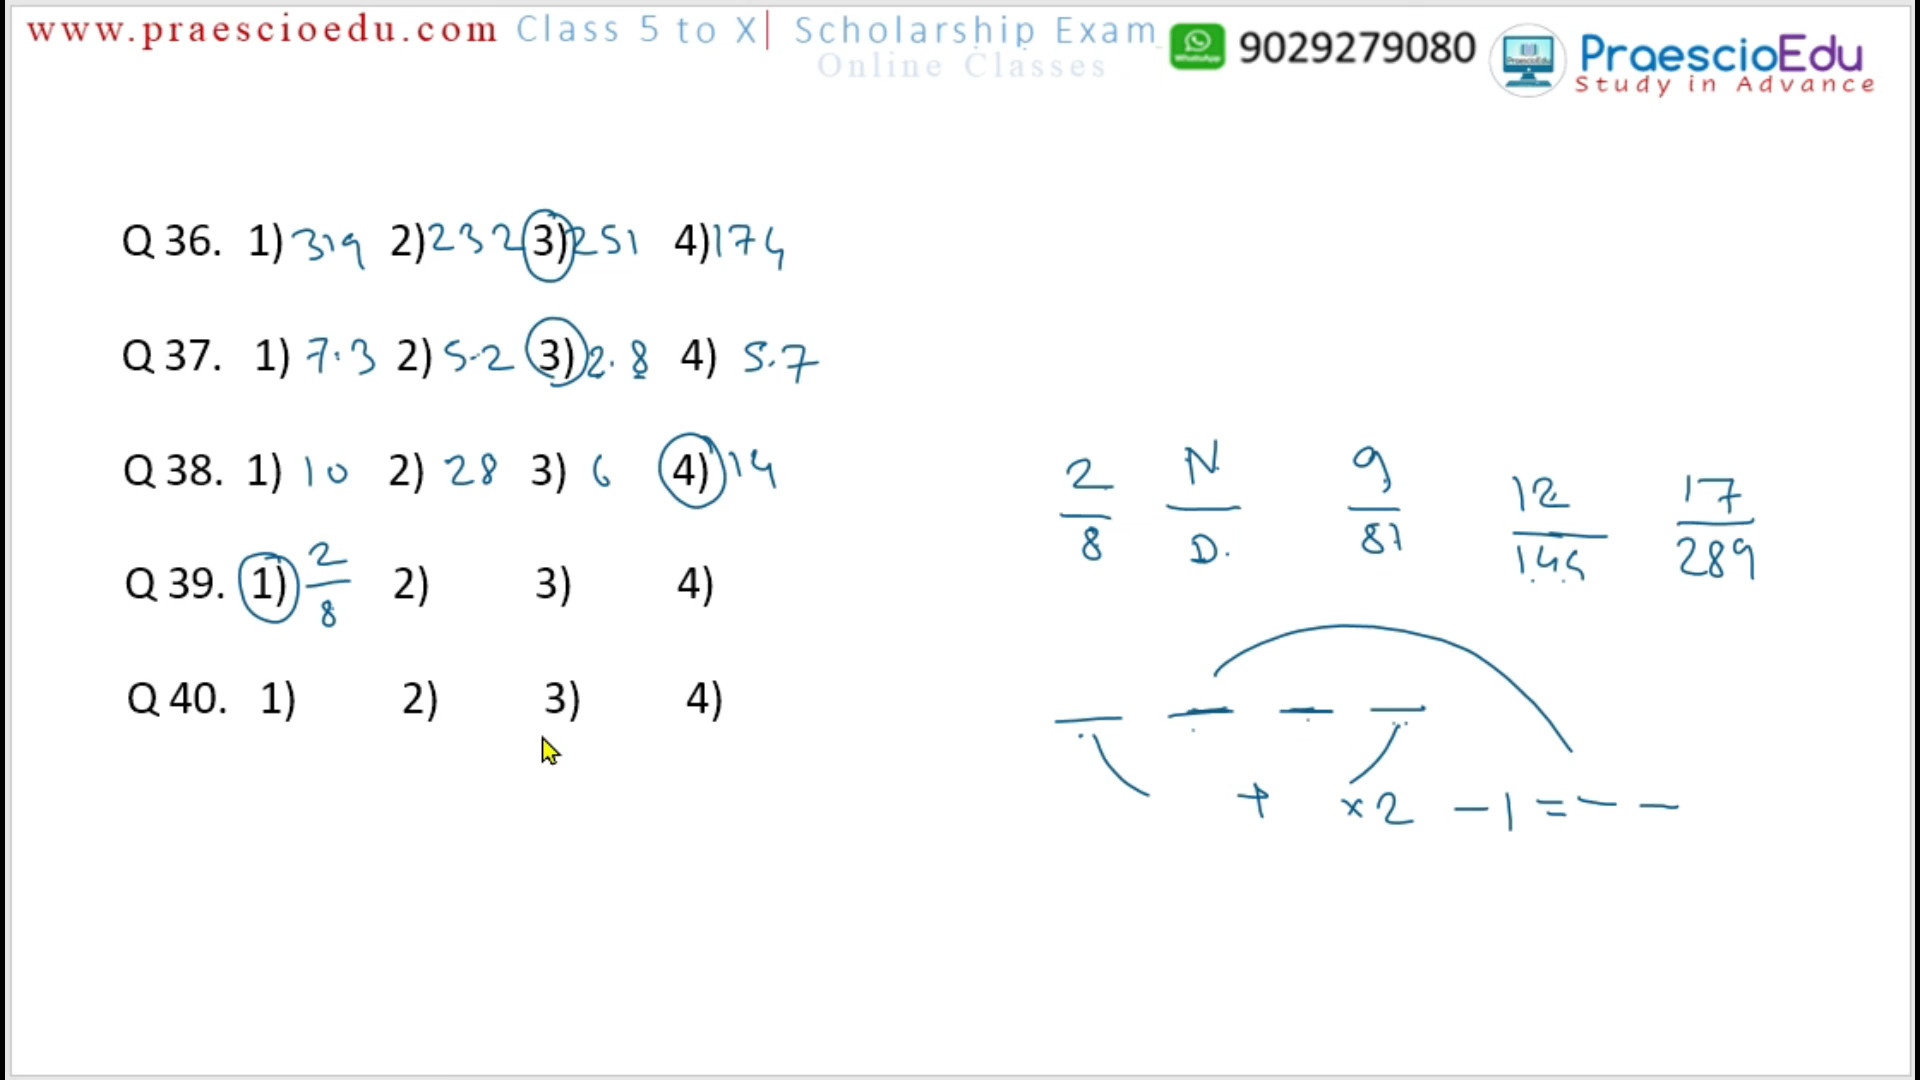 www.praescioedu.com Class 5 to X| Scholarship Exam 9029279080 PraescioEdu
Online Classes Study in Advance
Q 36. 1) 319 2) 232 3) 251 4) 174
Q 37. 1) 7.3 2) 5.2 3) 2.8 4) 5.7
Q 38. 1) 10 2) 28 3) 6 4) 14
2/8 N/D. 9/81 12/144 17/289
Q 39. 1) 2/8 2) 3) 4)
Q 40. 1) 2) 3) 4)
+ ×2 - 1 = - -